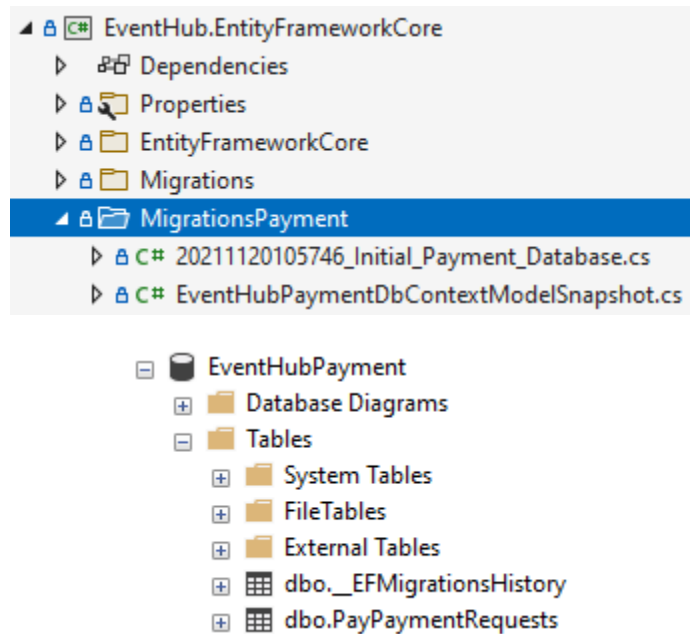 C# EventHub.EntityFrameworkCore
Dependencies
Properties
EntityFrameworkCore
Migrations
MigrationsPayment
C# 20211120105746_Initial_Payment_Database.cs
C# EventHubPaymentDbContextModelSnapshot.cs
EventHubPayment
Database Diagrams
Tables
System Tables
FileTables
External Tables
dbo.__EFMigrationsHistory
dbo.PayPaymentRequests